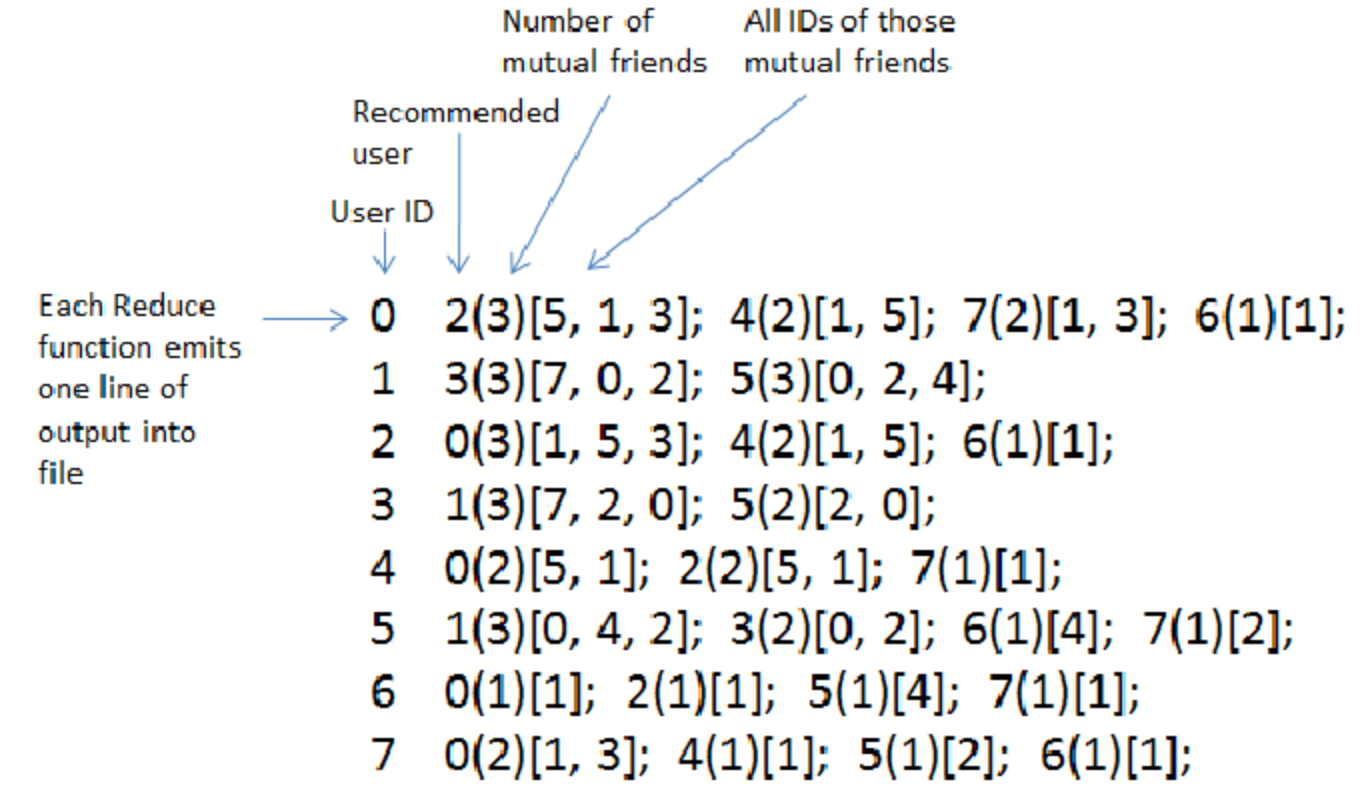 Number of
mutual friends
All IDs of those
mutual friends
Recommended
user
User ID
Each Reduce
function emits
one line of
output into
file
0 2(3)[5, 1, 3]; 4(2)[1, 5]; 7(2)[1, 3]; 6(1)[1];
1 3(3)[7, 0, 2]; 5(3)[0, 2, 4];
2 0(3)[1, 5, 3]; 4(2)[1, 5]; 6(1)[1];
3 1(3)[7, 2, 0]; 5(2)[2, 0];
4 0(2)[5, 1]; 2(2)[5, 1]; 7(1)[1];
5 1(3)[0, 4, 2]; 3(2)[0, 2]; 6(1)[4]; 7(1)[2];
6 0(1)[1]; 2(1)[1]; 5(1)[4]; 7(1)[1];
7 0(2)[1, 3]; 4(1)[1]; 5(1)[2]; 6(1)[1];